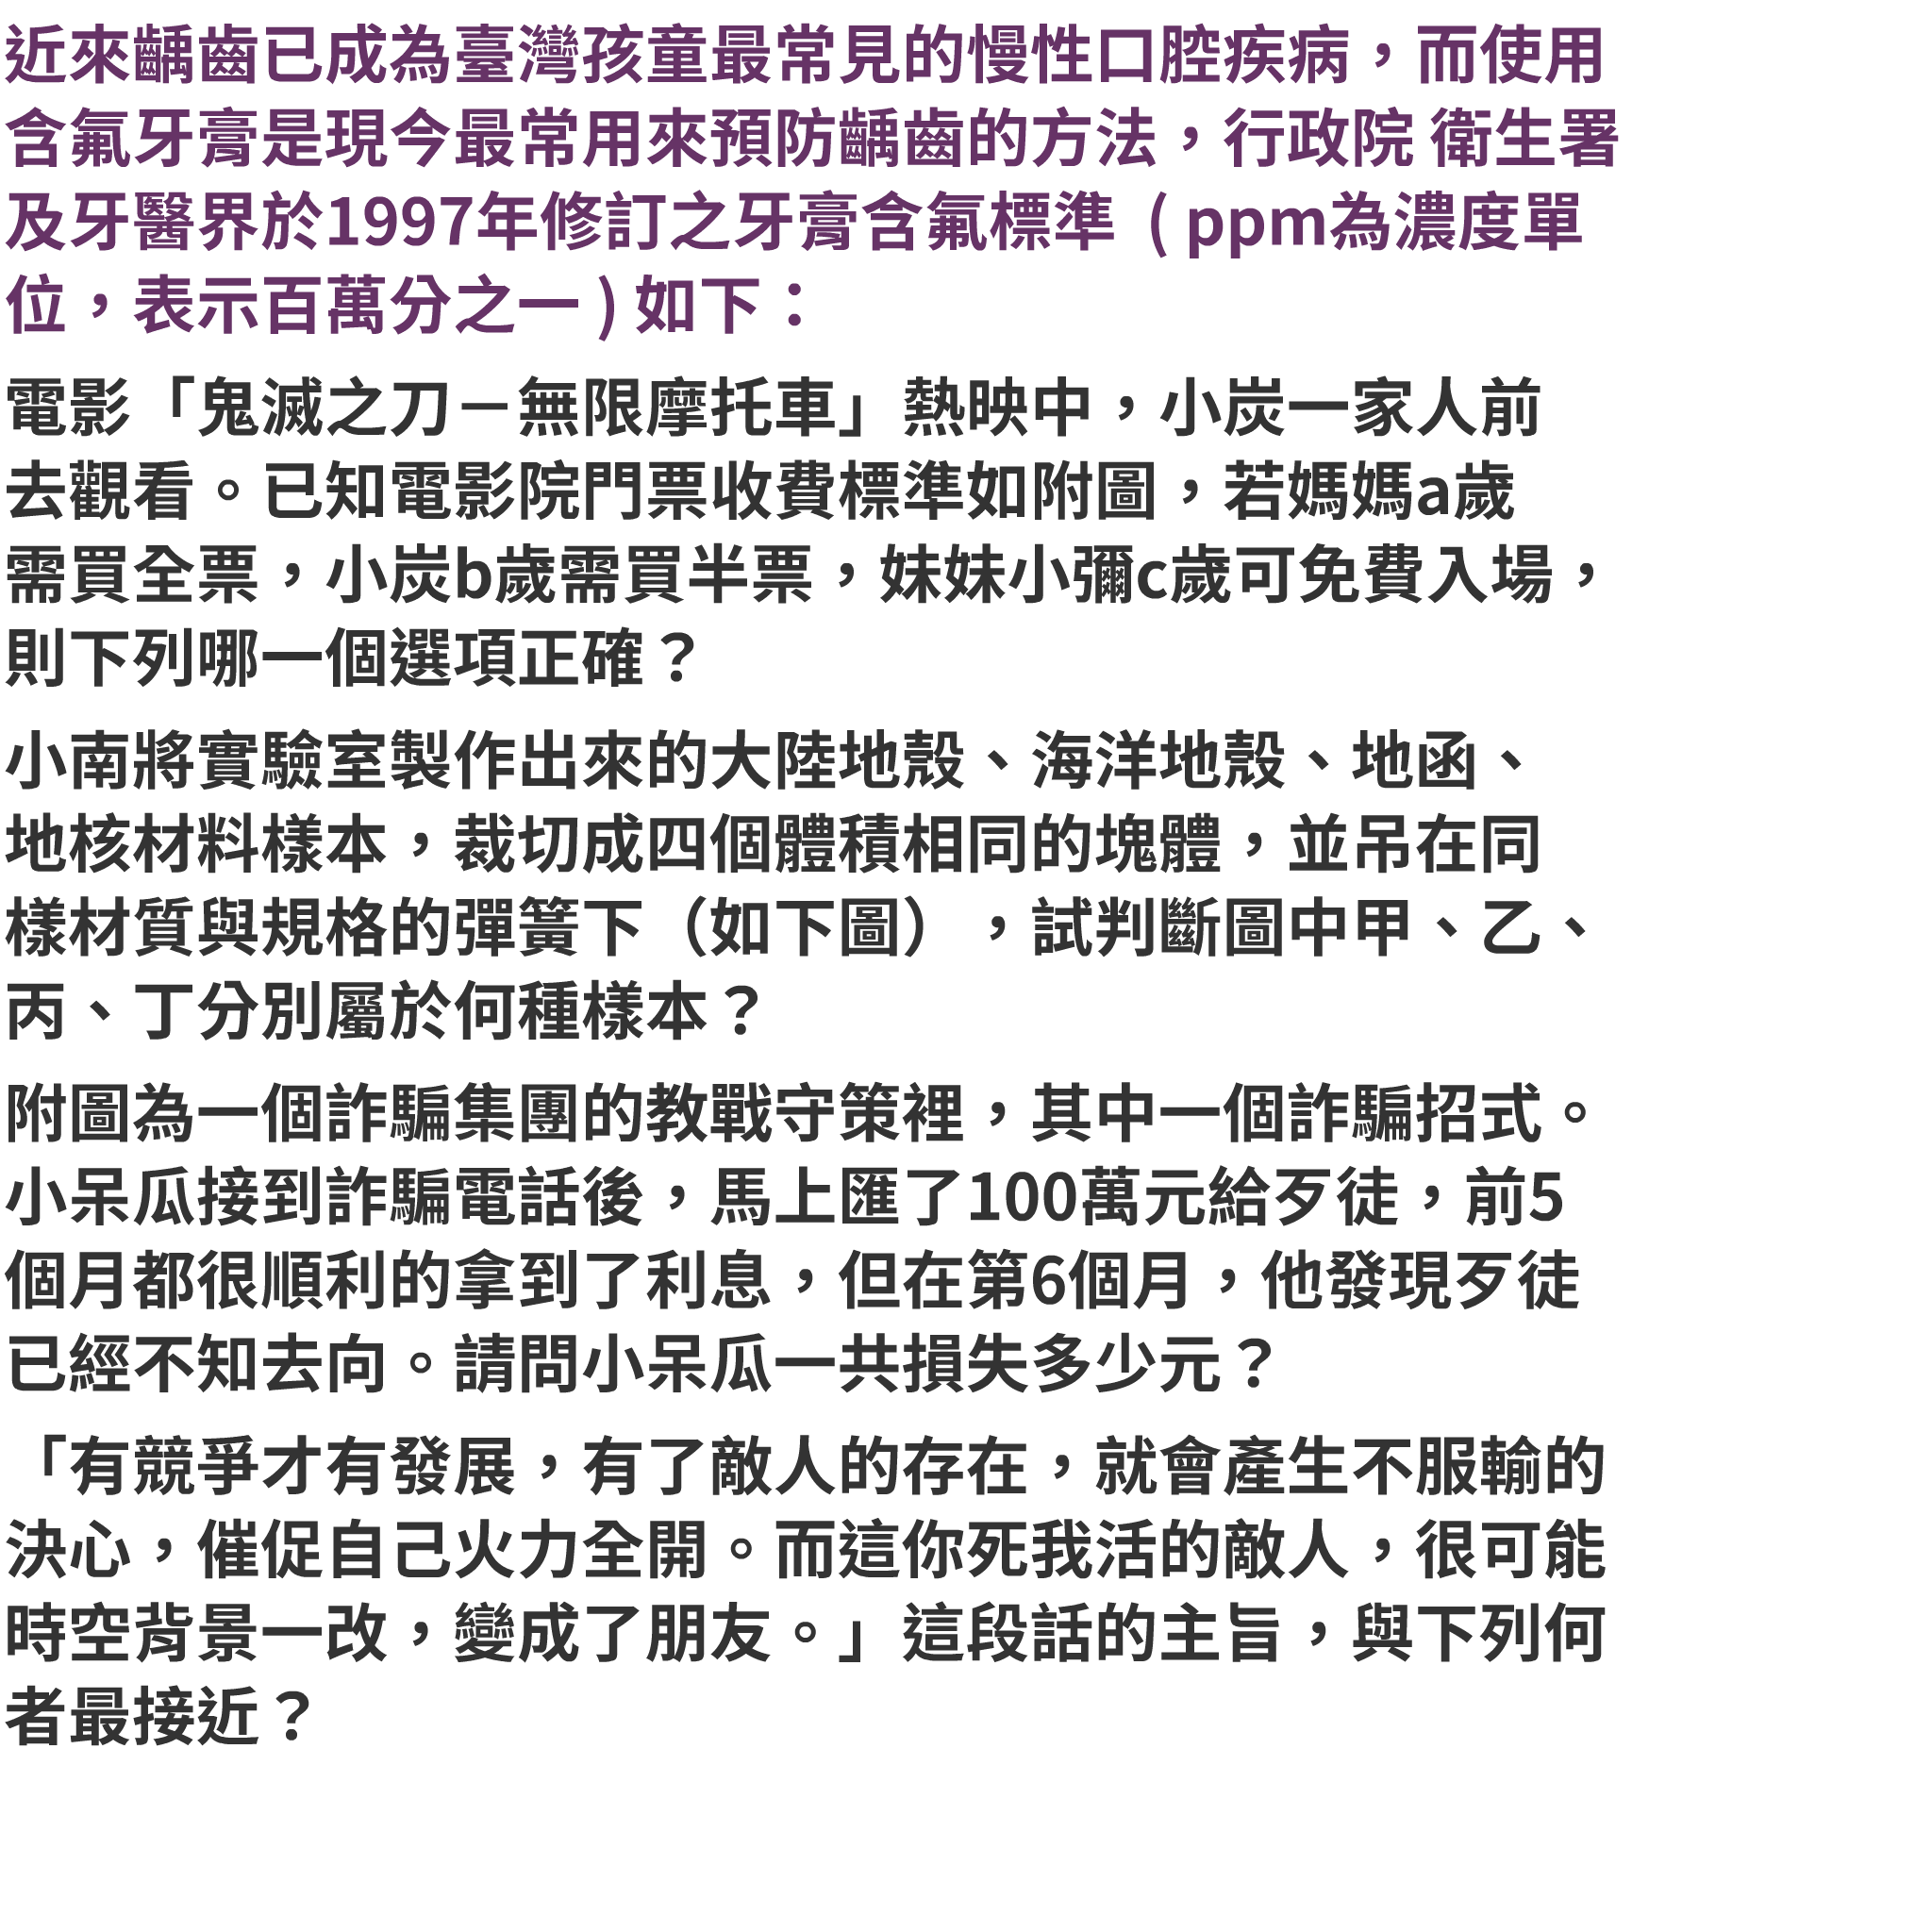 近來齲齒已成為臺灣孩童最常見的慢性口腔疾病，而使用
含氟牙膏是現今最常用來預防齲齒的方法，行政院 衛生署
及牙醫界於1997年修訂之牙膏含氟標準（ppm為濃度單
位，表示百萬分之一 ) 如下：
電影「鬼滅之刀－無限摩托車」熱映中，小炭一家人前
去觀看。已知電影院門票收費標準如附圖，若媽媽a歲
需買全票，小炭b歲需買半票，妹妹小彌c歲可免費入場，
則下列哪一個選項正確？
小南將實驗室製作出來的大陸地殼、海洋地殼、地函、
地核材料樣本，裁切成四個體積相同的塊體，並吊在同
樣材質與規格的彈簧下（如下圖），試判斷圖中甲、乙、
丙、丁分別屬於何種樣本？
附圖為一個詐騙集團的教戰守策裡，其中一個詐騙招式。
小呆瓜接到詐騙電話後，馬上匯了100萬元給歹徒，前5
個月都很順利的拿到了利息，但在第6個月，他發現歹徒
已經不知去向。請問小呆瓜一共損失多少元？
「有競爭才有發展，有了敵人的存在，就會產生不服輸的
決心，催促自己火力全開。而這你死我活的敵人，很可能
時空背景一改，變成了朋友。」這段話的主旨，與下列何
者最接近？